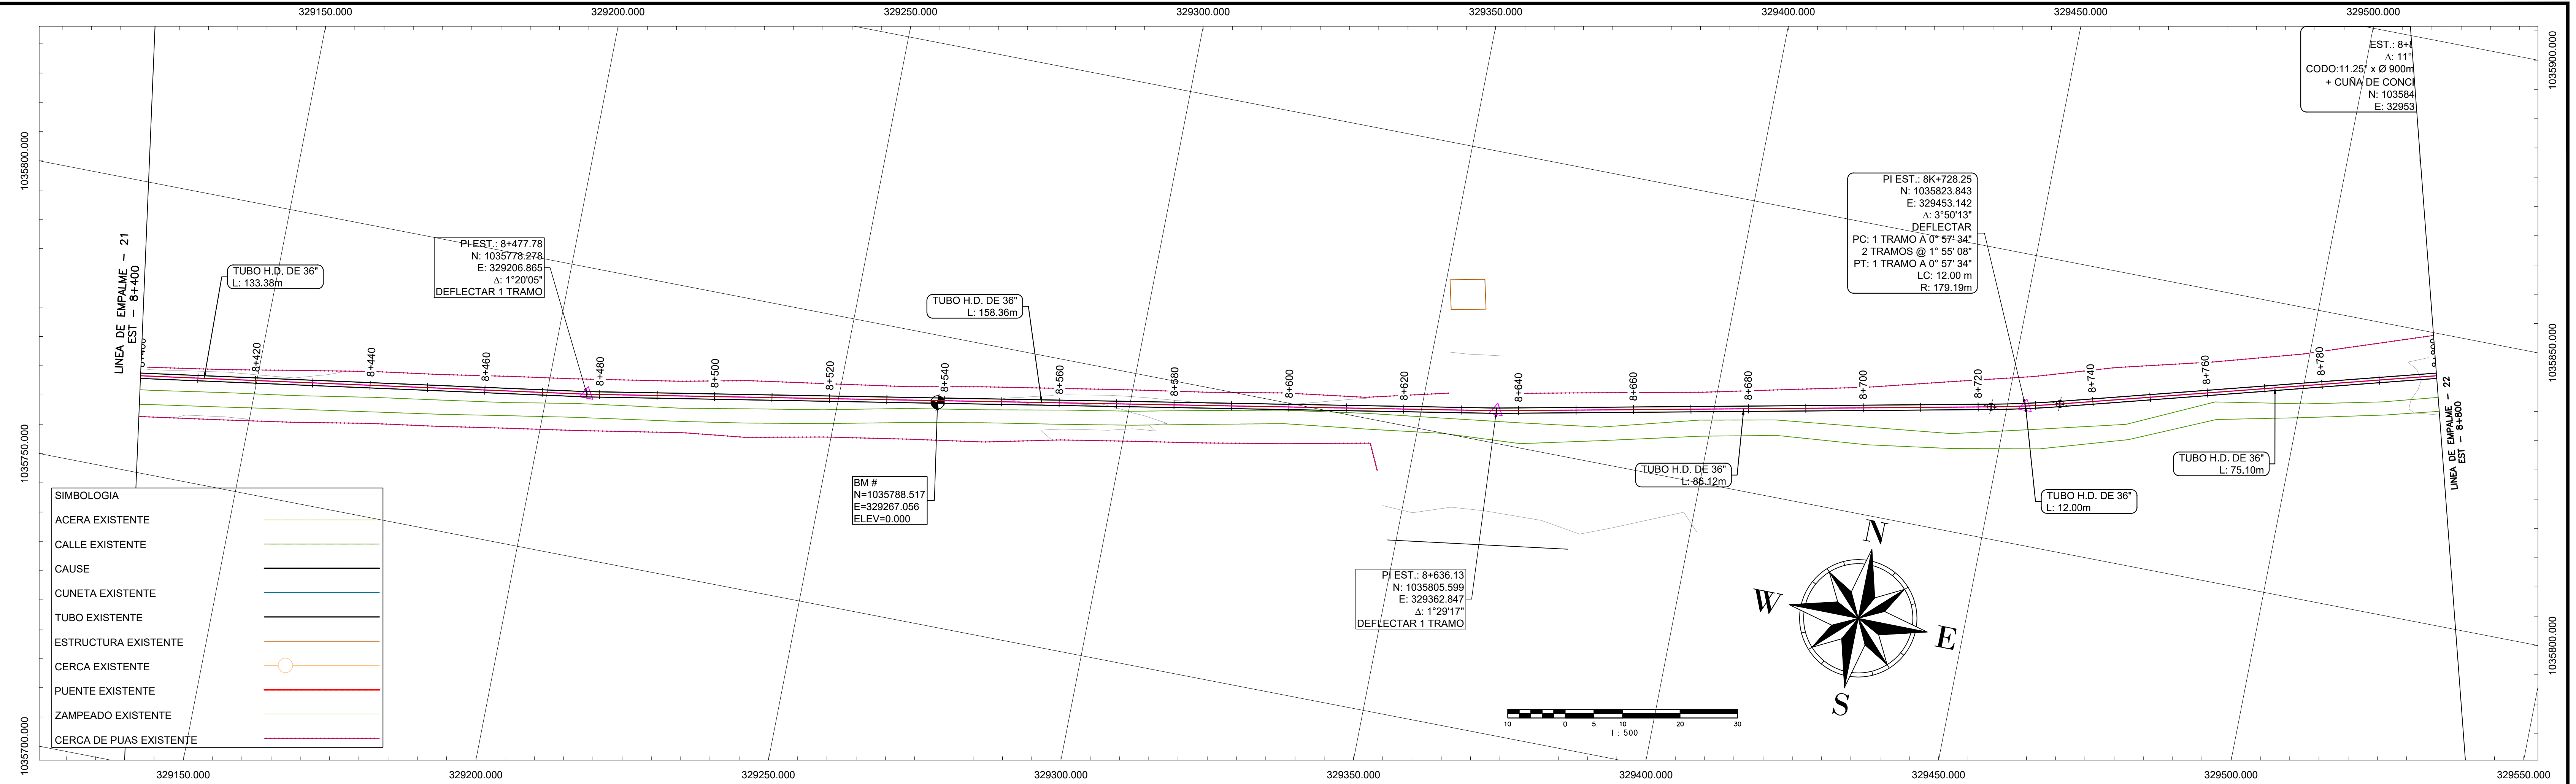 329150.000
329200.000
329250.000
329300.000
329350.000
329400.000
329450.000
329500.000
1035900.000
1035850.000
1035800.000
1035800.000
1035750.000
1035700.000
EST.: 8+8
Δ: 11°
CODO:11.25° x Ø 900m
+ CUÑA DE CONCR
N: 103584
E: 32953
PI EST.: 8K+728.25
N: 1035823.843
E: 329453.142
Δ: 3°50'13"
DEFLECTAR
PC: 1 TRAMO A 0° 57' 34"
2 TRAMOS @ 1° 55' 08"
PT: 1 TRAMO A 0° 57' 34"
LC: 12.00 m
R: 179.19m
LINEA DE EMPALME - 21
EST - 8+400
TUBO H.D. DE 36"
L: 133.38m
PI EST.: 8+477.78
N: 1035778.278
E: 329206.865
Δ: 1°20'05"
DEFLECTAR 1 TRAMO
TUBO H.D. DE 36"
L: 158.36m
8+400
8+420
8+440
8+460
8+480
8+500
8+520
8+540
8+560
8+580
8+600
8+620
8+640
8+660
8+680
8+700
8+720
8+740
8+760
8+780
8+800
LINEA DE EMPALME - 22
EST - 8+800
BM #
N=1035788.517
E=329267.056
ELEV=0.000
TUBO H.D. DE 36"
L: 86.12m
TUBO H.D. DE 36"
L: 12.00m
TUBO H.D. DE 36"
L: 75.10m
PI EST.: 8+636.13
N: 1035805.599
E: 329362.847
Δ: 1°29'17"
DEFLECTAR 1 TRAMO
SIMBOLOGIA
ACERA EXISTENTE
CALLE EXISTENTE
CAUSE
CUNETA EXISTENTE
TUBO EXISTENTE
ESTRUCTURA EXISTENTE
CERCA EXISTENTE
PUENTE EXISTENTE
ZAMPEADO EXISTENTE
CERCA DE PUAS EXISTENTE
N
W
E
S
10 0 5 10 20 30
1 : 500
329150.000
329200.000
329250.000
329300.000
329350.000
329400.000
329450.000
329500.000
329550.000